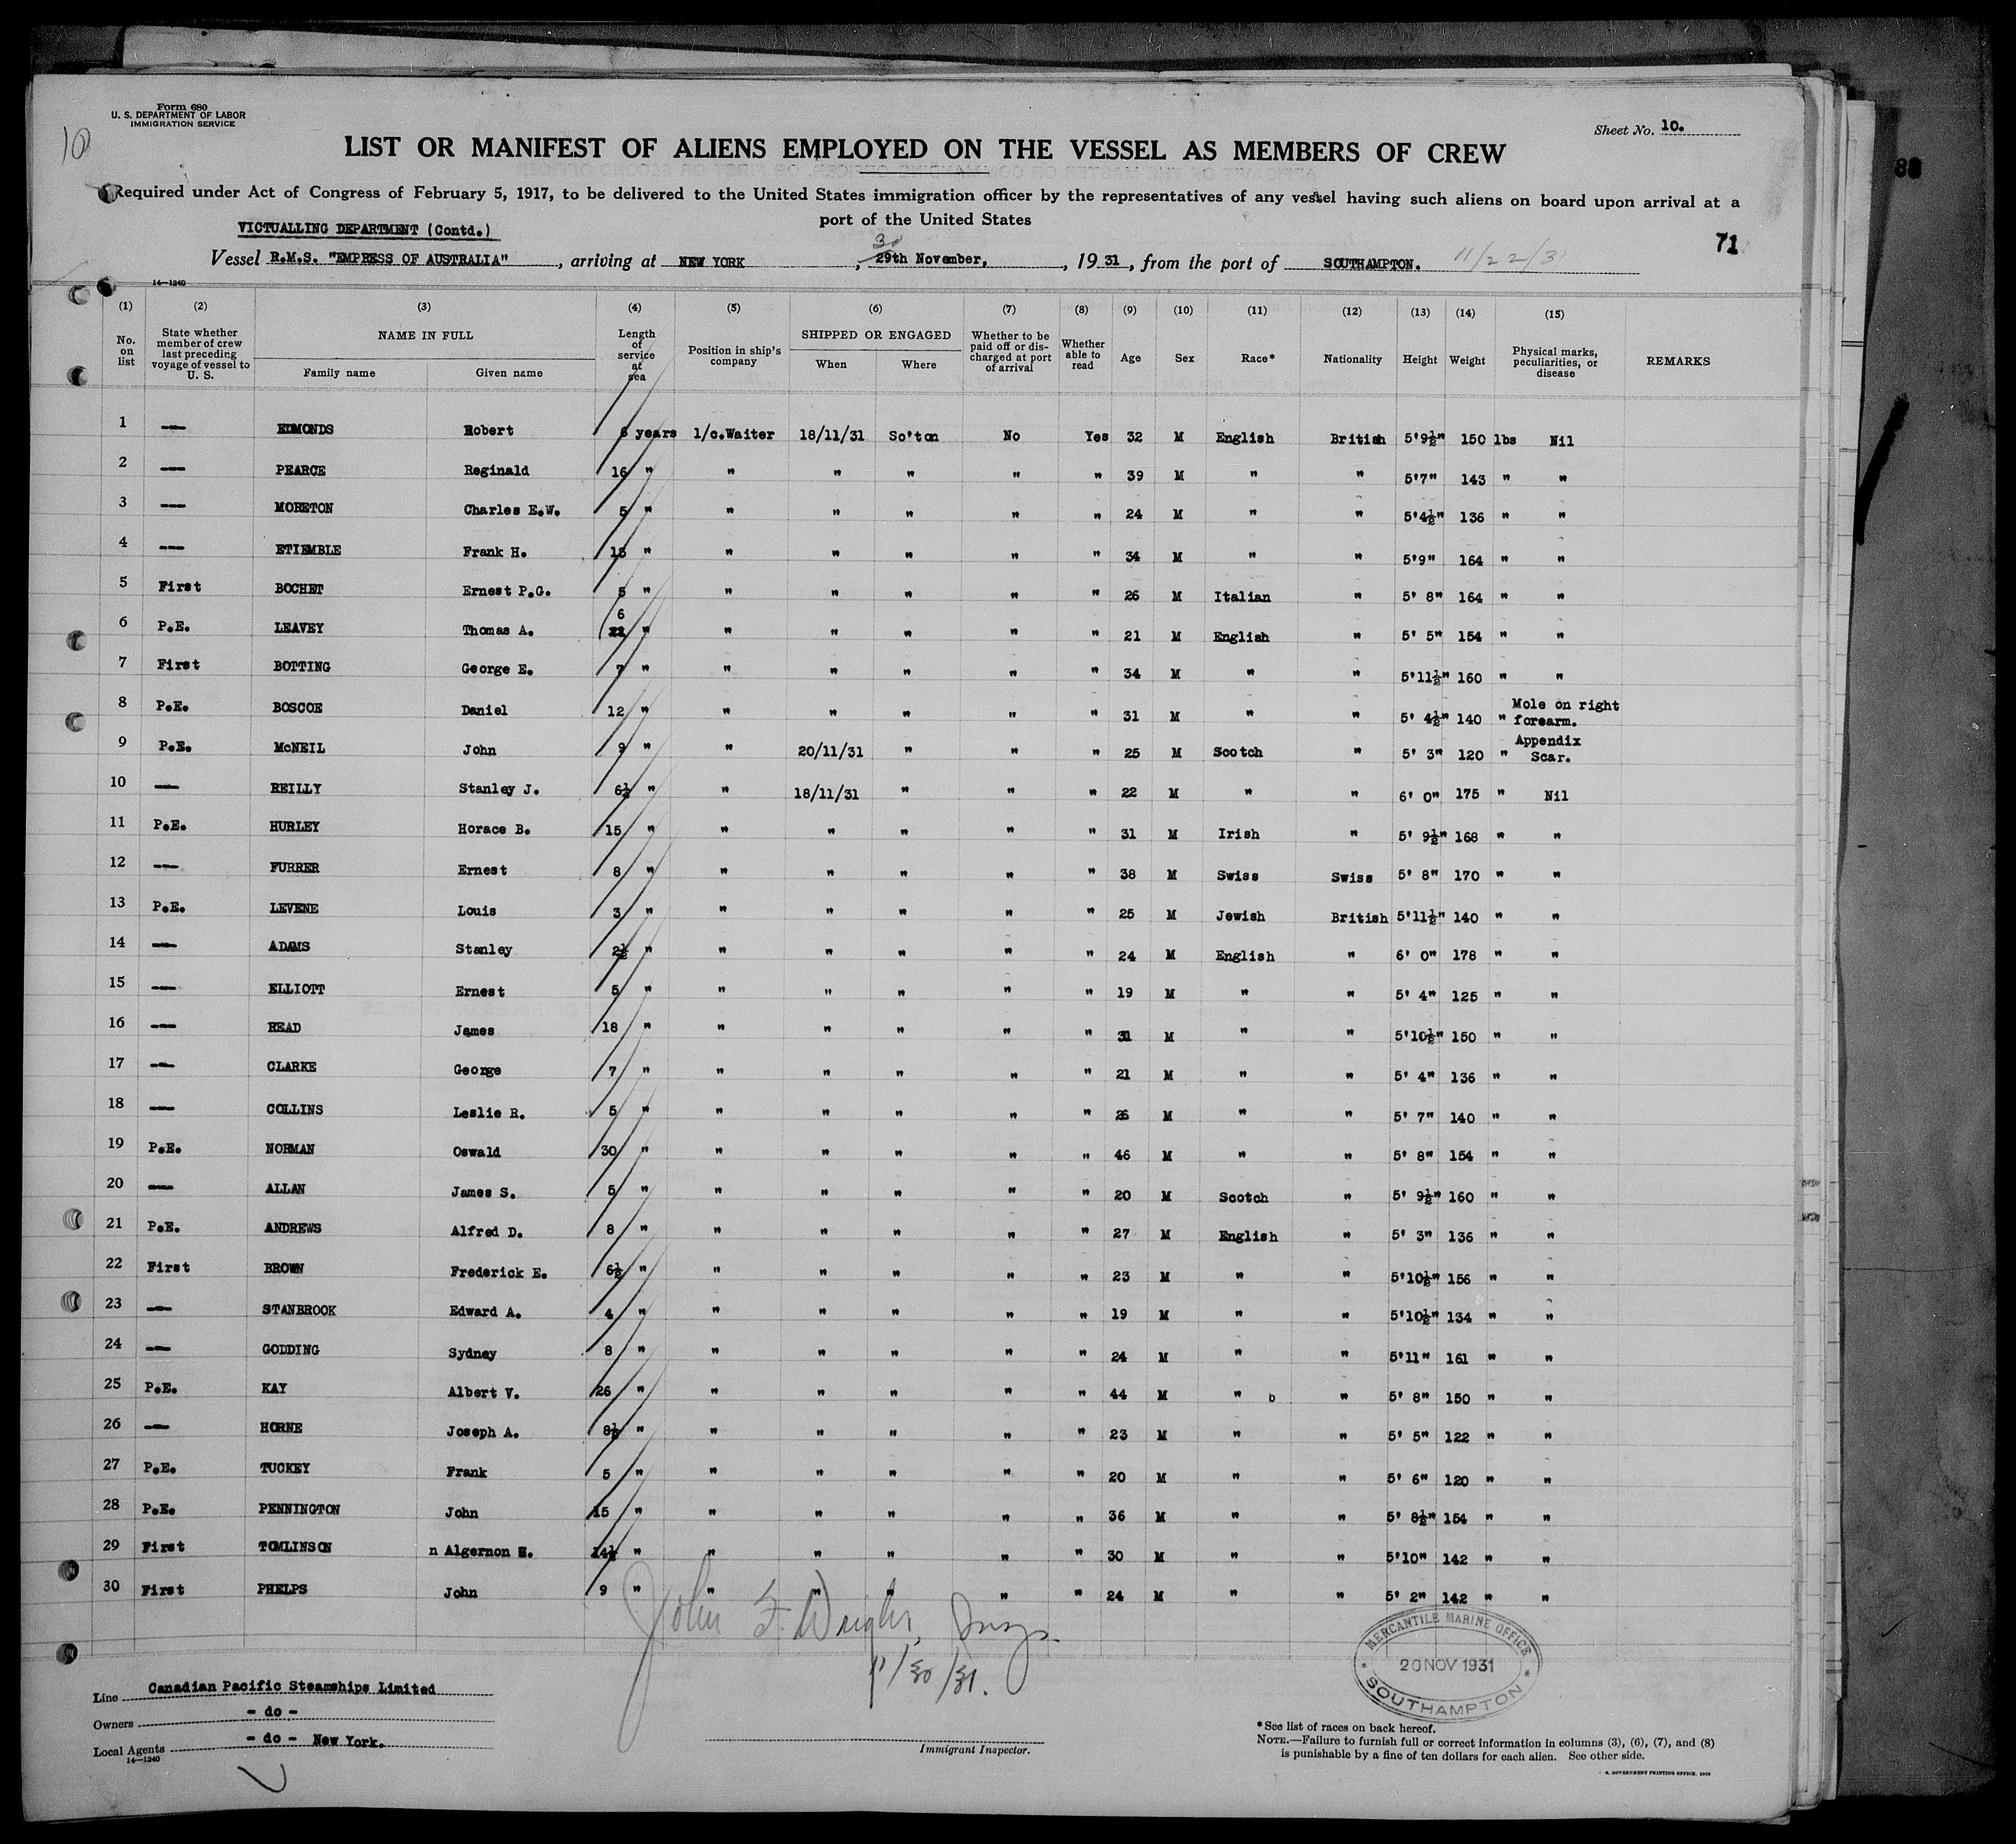 Form 680
U. S. DEPARTMENT OF LABOR
IMMIGRATION SERVICE
10
Sheet No. 10.
LIST OR MANIFEST OF ALIENS EMPLOYED ON THE VESSEL AS MEMBERS OF CREW
Required under Act of Congress of February 5, 1917, to be delivered to the United States immigration officer by the representatives of any vessel having such aliens on board upon arrival at a
port of the United States
VICTUALLING DEPARTMENT (Contd.)
71
30
Vessel R.M.S. "EMPRESS OF AUSTRALIA", arriving at NEW YORK, 29th November, 1931, from the port of SOUTHAMPTON. 11/22/31
14—1240
(1) (2) (3) (4) (5) (6) (7) (8) (9) (10) (11) (12) (13) (14) (15)
No. on list State whether member of crew last preceding voyage of vessel to U. S. NAME IN FULL Family name Given name Length of service at sea Position in ship's company SHIPPED OR ENGAGED When Where Whether to be paid off or discharged at port of arrival Whether able to read Age Sex Race* Nationality Height Weight Physical marks, peculiarities, or disease REMARKS
1 — EDMONDS Robert 6 years 1/c.Waiter 18/11/31 So'ton No Yes 32 M English British 5'9½" 150 lbs Nil
2 — PEARCE Reginald 16 " " " " " " 39 M " " 5'7" 143 " "
3 — MORETON Charles E.W. 5 " " " " " " 24 M " " 5'4½" 136 " "
4 — ETIEMBLE Frank H. 15 " " " " " " 34 M " " 5'9" 164 " "
5 First BOCHET Ernest P.G. 5 " " " " " " 26 M Italian " 5' 8" 164 " "
6 P.E. LEAVEY Thomas A. 6 " " " " " " 21 M English " 5' 5" 154 " "
7 First BOTTING George E. 7 " " " " " " 34 M " " 5'11½" 160 " "
8 P.E. BOSCOE Daniel 12 " " " " " " 31 M " " 5' 4½" 140 " Mole on right forearm.
9 P.E. McNEIL John 9 " " 20/11/31 " " " 25 M Scotch " 5' 3" 120 " Appendix Scar.
10 — REILLY Stanley J. 6½ " " 18/11/31 " " " 22 M " " 6' 0" 175 " Nil
11 P.E. HURLEY Horace B. 15 " " " " " " 31 M Irish " 5' 9½" 168 " "
12 — FURRER Ernest 8 " " " " " " 38 M Swiss Swiss 5' 8" 170 " "
13 P.E. LEVENE Louis 3 " " " " " " 25 M Jewish British 5'11½" 140 " "
14 — ADAMS Stanley 2½ " " " " " " 24 M English " 6' 0" 178 " "
15 — ELLIOTT Ernest 5 " " " " " " 19 M " " 5' 4" 125 " "
16 — READ James 18 " " " " " " 31 M " " 5'10½" 150 " "
17 — CLARKE George 7 " " " " " " 21 M " " 5' 4" 136 " "
18 — COLLINS Leslie R. 5 " " " " " " 26 M " " 5' 7" 140 " "
19 P.E. NORMAN Oswald 30 " " " " " " 46 M " " 5' 8" 154 " "
20 — ALLAN James S. 5 " " " " " " 20 M Scotch " 5' 9½" 160 " "
21 P.E. ANDREWS Alfred D. 8 " " " " " " 27 M English " 5' 3" 136 " "
22 First BROWN Frederick E. 6½ " " " " " " 23 M " " 5'10½" 156 " "
23 — STANBROOK Edward A. 4 " " " " " " 19 M " " 5'10½" 134 " "
24 — GODDING Sydney 8 " " " " " " 24 M " " 5'11" 161 " "
25 P.E. KAY Albert V. 26 " " " " " " 44 M " b " 5' 8" 150 " "
26 — HORNE Joseph A. 8½ " " " " " " 23 M " " 5' 5" 122 " "
27 P.E. TUCKEY Frank 5 " " " " " " 20 M " " 5' 6" 120 " "
28 P.E. PENNINGTON John 15 " " " " " " 36 M " " 5' 8½" 154 " "
29 First TOMLINSON n Algernon H. 14½ " " " " " " 30 M " " 5'10" 142 " "
30 First PHELPS John 9 " " " " " " 24 M " " 5' 2" 142 " "
John F. Wright, Insp.
11/30/31.
MERCANTILE MARINE OFFICE
20 NOV 1931
SOUTHAMPTON
Line Canadian Pacific Steamships Limited
Owners - do -
Local Agents - do - New York.
14—1240
Immigrant Inspector.
*See list of races on back hereof.
NOTE.—Failure to furnish full or correct information in columns (3), (6), (7), and (8)
is punishable by a fine of ten dollars for each alien. See other side.
GOVERNMENT PRINTING OFFICE